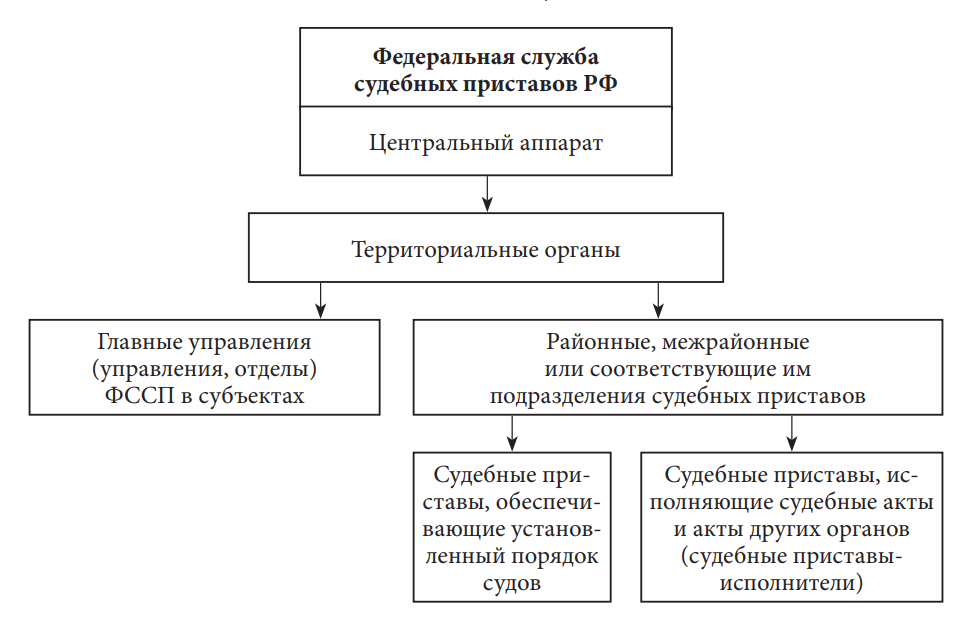 Федеральная служба
судебных приставов РФ
Центральный аппарат
Территориальные органы
Главные управления
(управления, отделы)
ФССП в субъектах
Районные, межрайонные
или соответствующие им
подразделения судебных приставов
Судебные при-
ставы, обеспечи-
вающие установ-
ленный порядок
судов
Судебные приставы, ис-
полняющие судебные акты
и акты других органов
(судебные приставы-
исполнители)